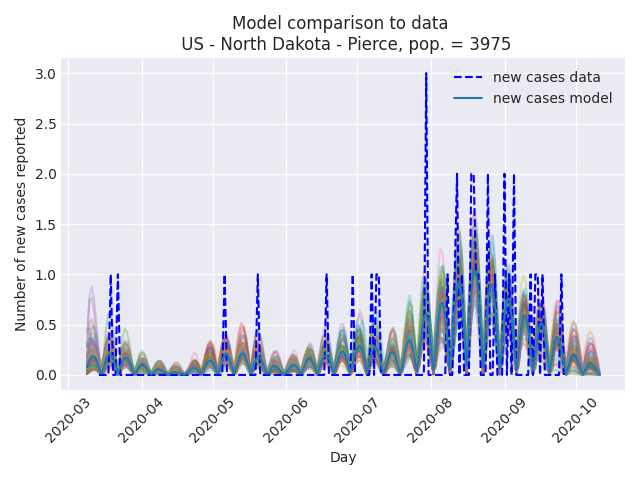 Model comparison to data
US - North Dakota - Pierce, pop. = 3975
new cases data
new cases model
Number of new cases reported
3.0
2.5
2.0
1.5
1.0
0.5
0.0
2020-03
2020-04
2020-05
2020-06
2020-07
2020-08
2020-09
2020-10
Day